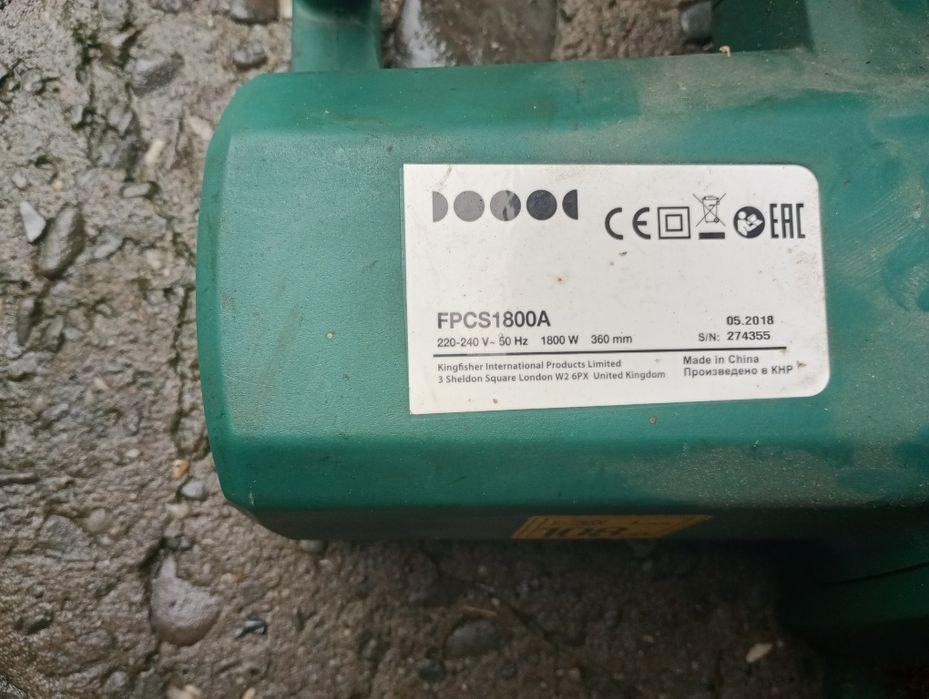 CE EAC
FPCS1800A
220-240 V~ 50 Hz 1800 W 360 mm
05.2018
S/N: 274355
Kingfisher International Products Limited
3 Sheldon Square London W2 6PX United Kingdom
Made in China
Произведено в КНР